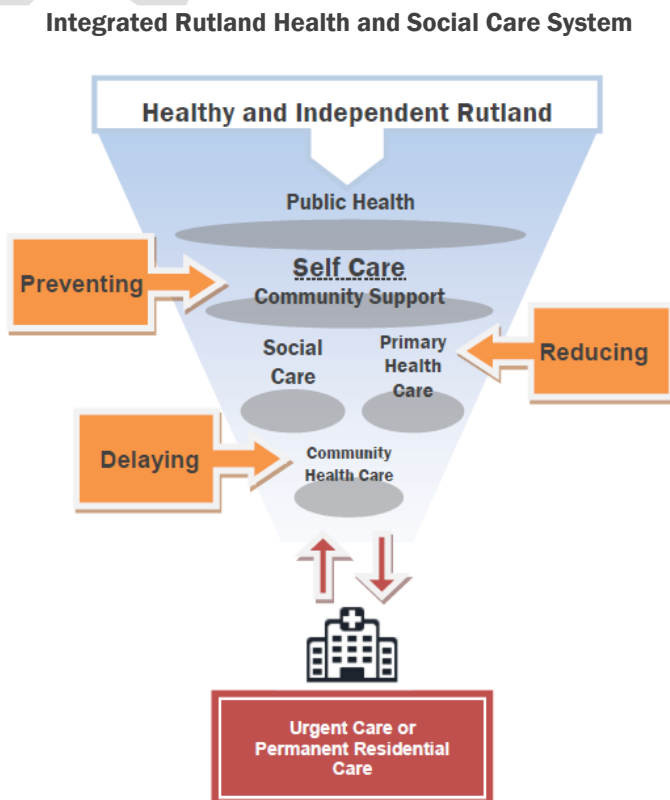 Integrated Rutland Health and Social Care System
Healthy and Independent Rutland
Public Health
Preventing
Self Care
Community Support
Social
Care
Primary
Health
Care
Reducing
Delaying
Community
Health Care
Urgent Care or
Permanent Residential
Care